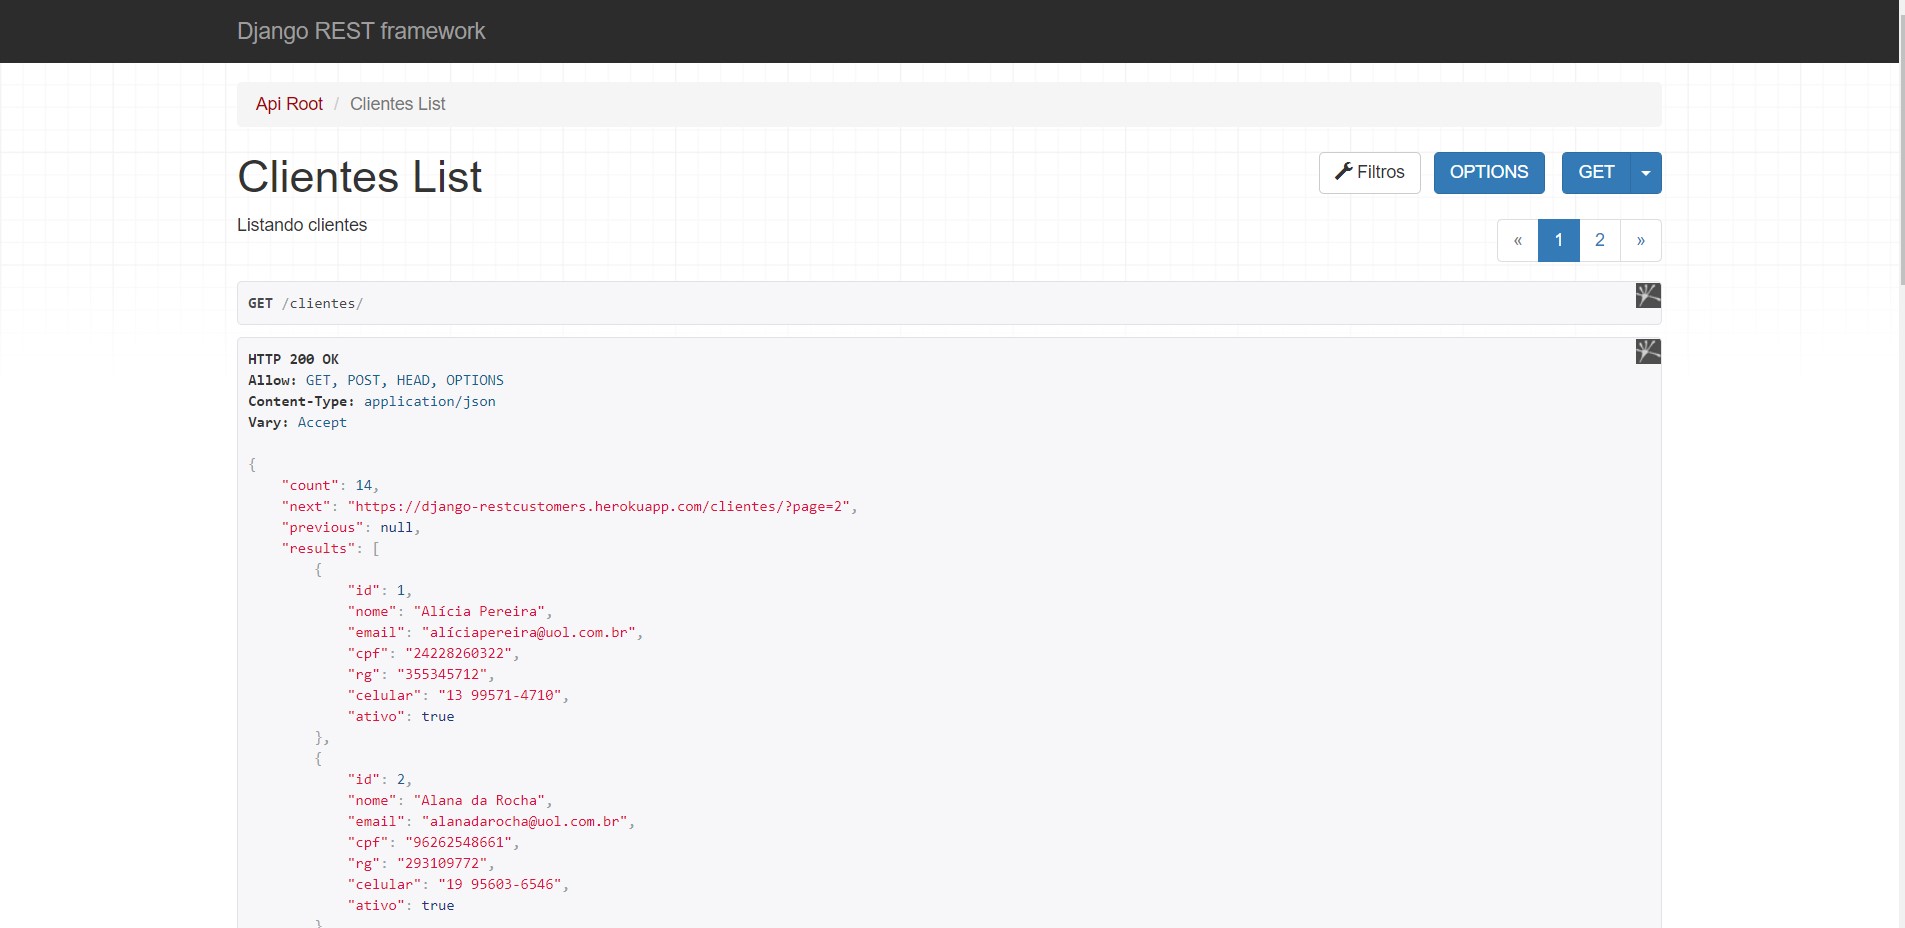 Django REST framework
Api Root / Clientes List
Clientes List
Filtros
OPTIONS
GET
Listando clientes
« 1 2 »
GET /clientes/
HTTP 200 OK
Allow: GET, POST, HEAD, OPTIONS
Content-Type: application/json
Vary: Accept
{
"count": 14,
"next": "https://django-restcustomers.herokuapp.com/clientes/?page=2",
"previous": null,
"results": [
{
"id": 1,
"nome": "Alícia Pereira",
"email": "alíciapereira@uol.com.br",
"cpf": "24228260322",
"rg": "355345712",
"celular": "13 99571-4710",
"ativo": true
},
{
"id": 2,
"nome": "Alana da Rocha",
"email": "alanadarocha@uol.com.br",
"cpf": "96262548661",
"rg": "293109772",
"celular": "19 95603-6546",
"ativo": true
}